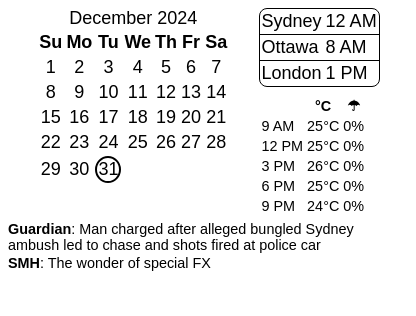 December 2024
Su Mo Tu We Th Fr Sa
1 2 3 4 5 6 7
8 9 10 11 12 13 14
15 16 17 18 19 20 21
22 23 24 25 26 27 28
29 30 31
Sydney 12 AM
Ottawa 8 AM
London 1 PM
°C ☂
9 AM 25°C 0%
12 PM 25°C 0%
3 PM 26°C 0%
6 PM 25°C 0%
9 PM 24°C 0%
Guardian: Man charged after alleged bungled Sydney
ambush led to chase and shots fired at police car
SMH: The wonder of special FX